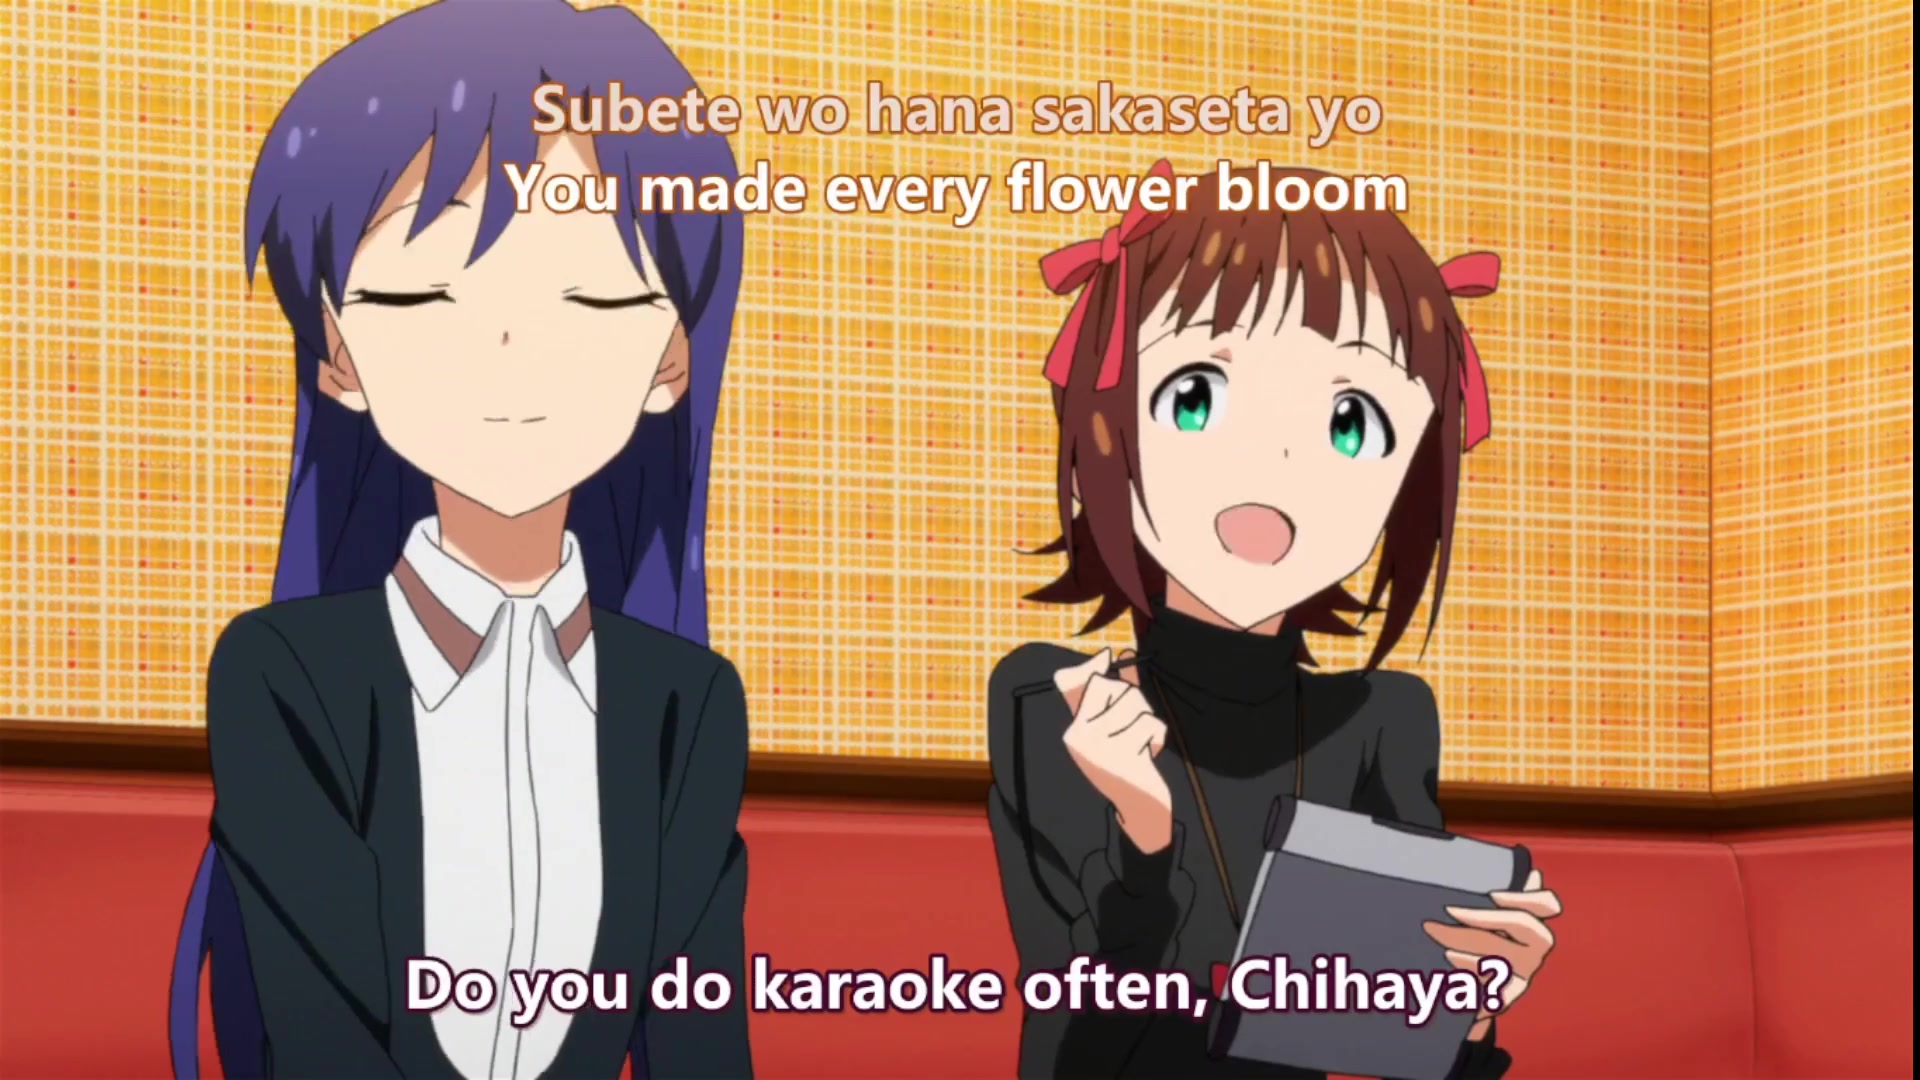 Subete wo hana sakaseta yo
You made every flower bloom
Do you do karaoke often, Chihaya?